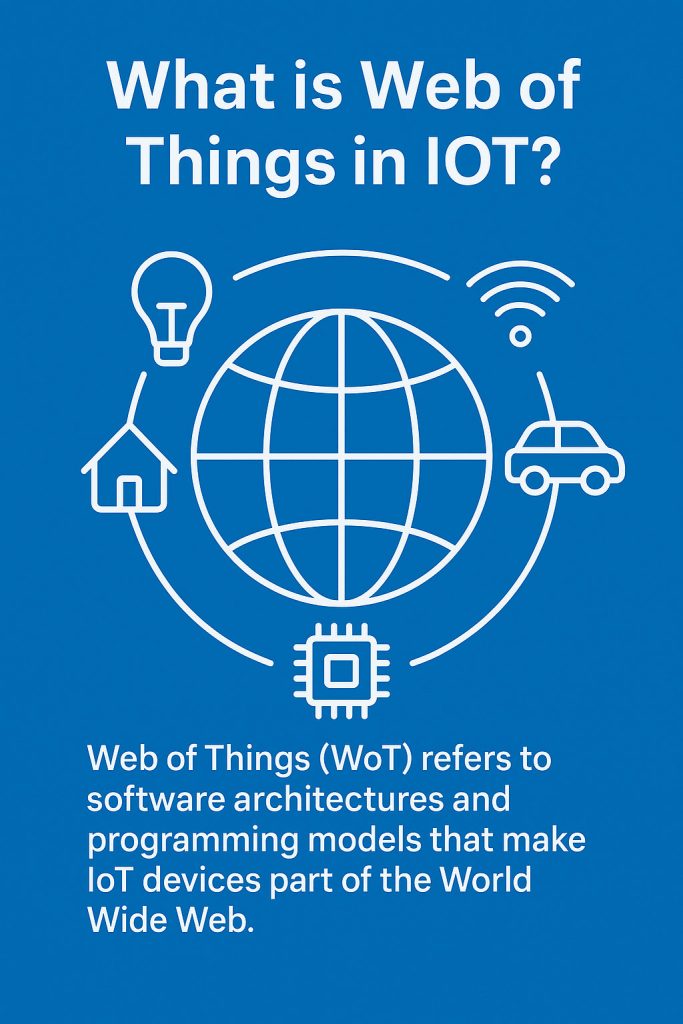 What is Web of
Things in IOT?
Web of Things (WoT) refers to
software architectures and
programming models that make
IoT devices part of the World
Wide Web.